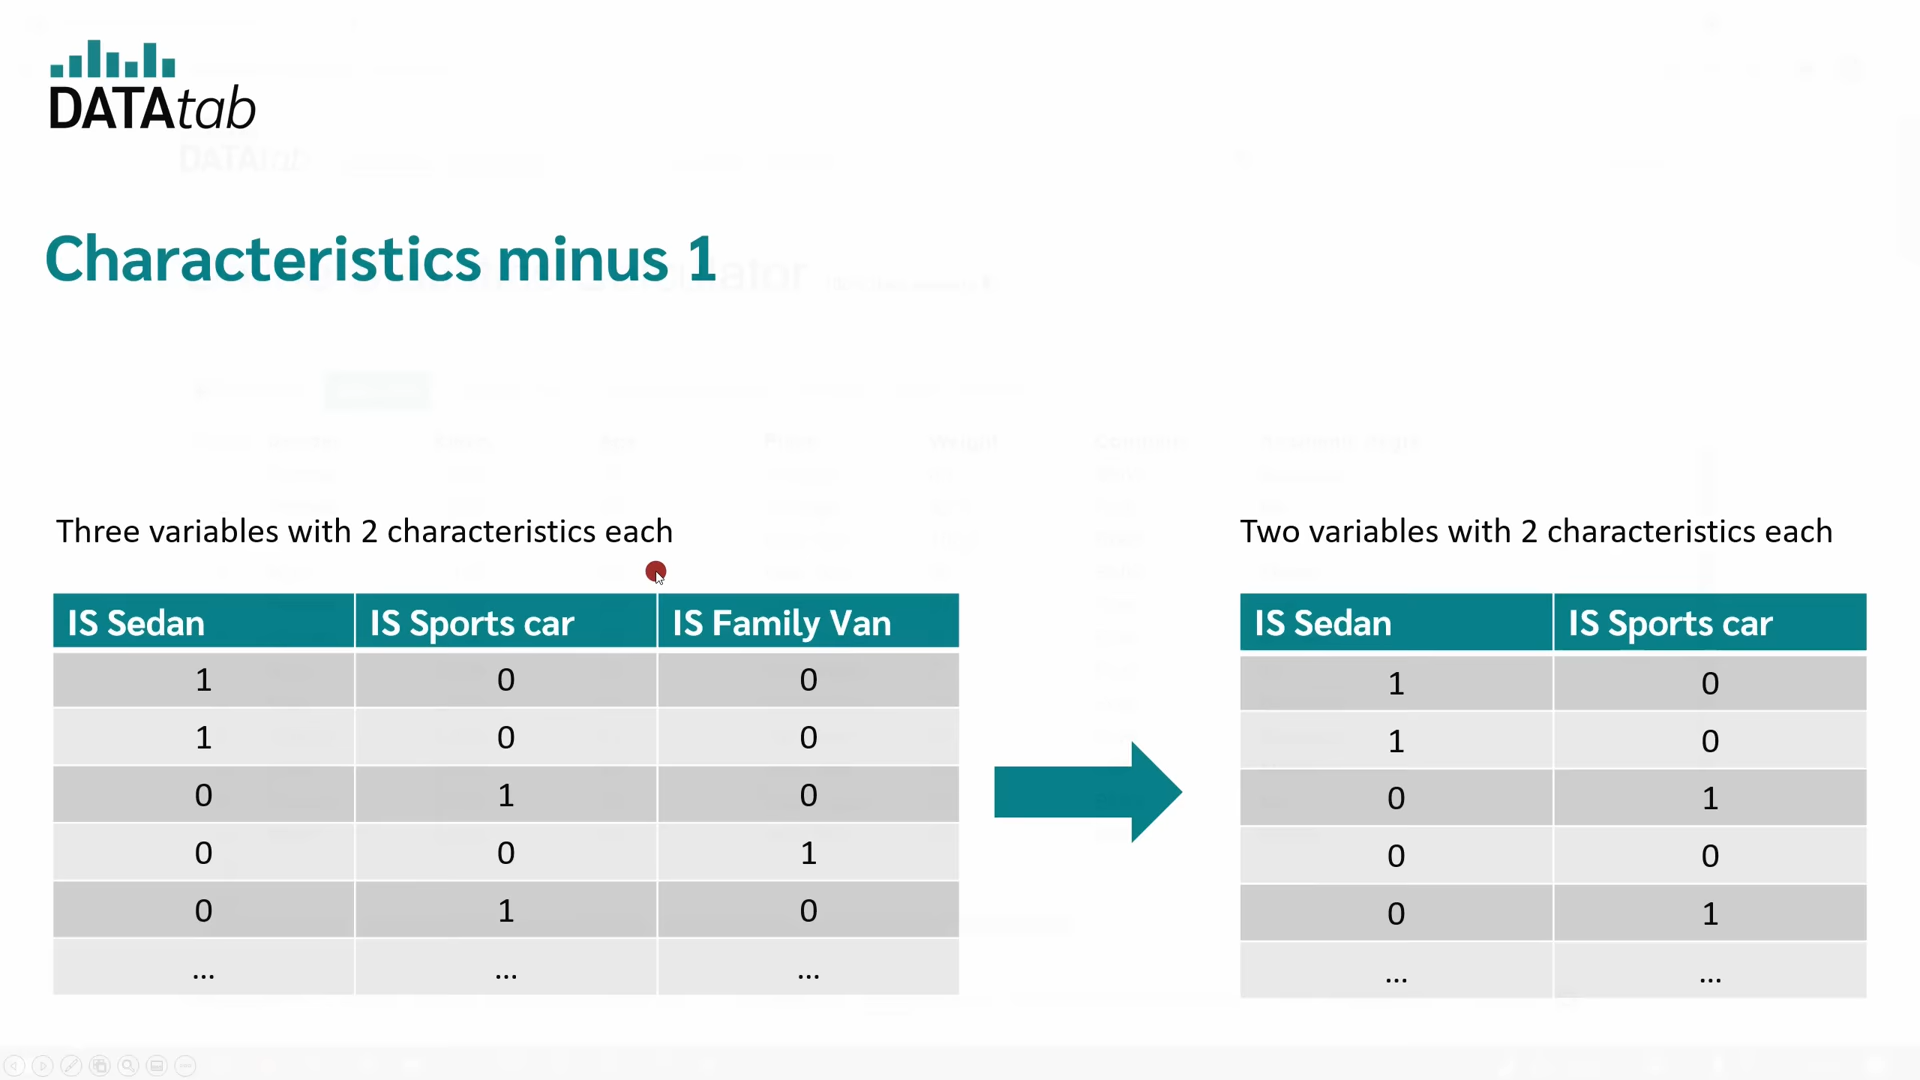 DATAtab
Characteristics minus 1
Three variables with 2 characteristics each
IS Sedan IS Sports car IS Family Van
1 0 0
1 0 0
0 1 0
0 0 1
0 1 0
... ... ...
Two variables with 2 characteristics each
IS Sedan IS Sports car
1 0
1 0
0 1
0 0
0 1
... ...